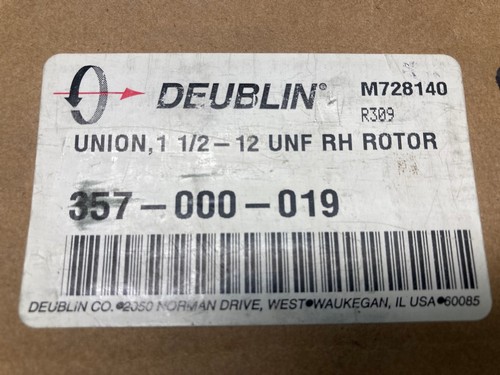 DEUBLIN® M728140
R309
UNION, 1 1/2-12 UNF RH ROTOR
357-000-019
DEUBLIN CO. •2050 NORMAN DRIVE, WEST•WAUKEGAN, IL USA •60085